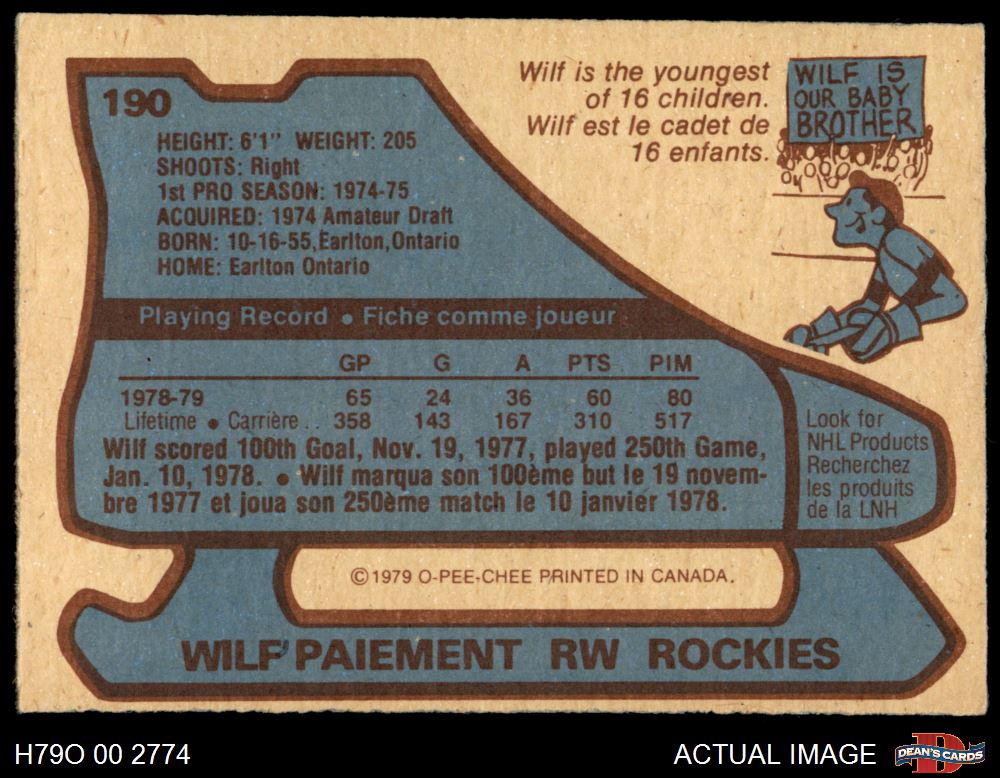 190
HEIGHT: 6'1" WEIGHT: 205
SHOOTS: Right
1st PRO SEASON: 1974-75
ACQUIRED: 1974 Amateur Draft
BORN: 10-16-55, Earlton, Ontario
HOME: Earlton Ontario
Wilf is the youngest
of 16 children.
Wilf est le cadet de
16 enfants.
WILF IS
OUR BABY
BROTHER
Playing Record • Fiche comme joueur
GP G A PTS PIM
1978-79 65 24 36 60 80
Lifetime • Carrière .. 358 143 167 310 517
Wilf scored 100th Goal, Nov. 19, 1977, played 250th Game,
Jan. 10, 1978. • Wilf marqua son 100ème but le 19 novem-
bre 1977 et joua son 250ème match le 10 janvier 1978.
Look for
NHL Products
Recherchez
les produits
de la LNH
© 1979 O-PEE-CHEE PRINTED IN CANADA.
WILF PAIEMENT RW ROCKIES
H79O 00 2774
ACTUAL IMAGE
D
DEAN'S CARDS